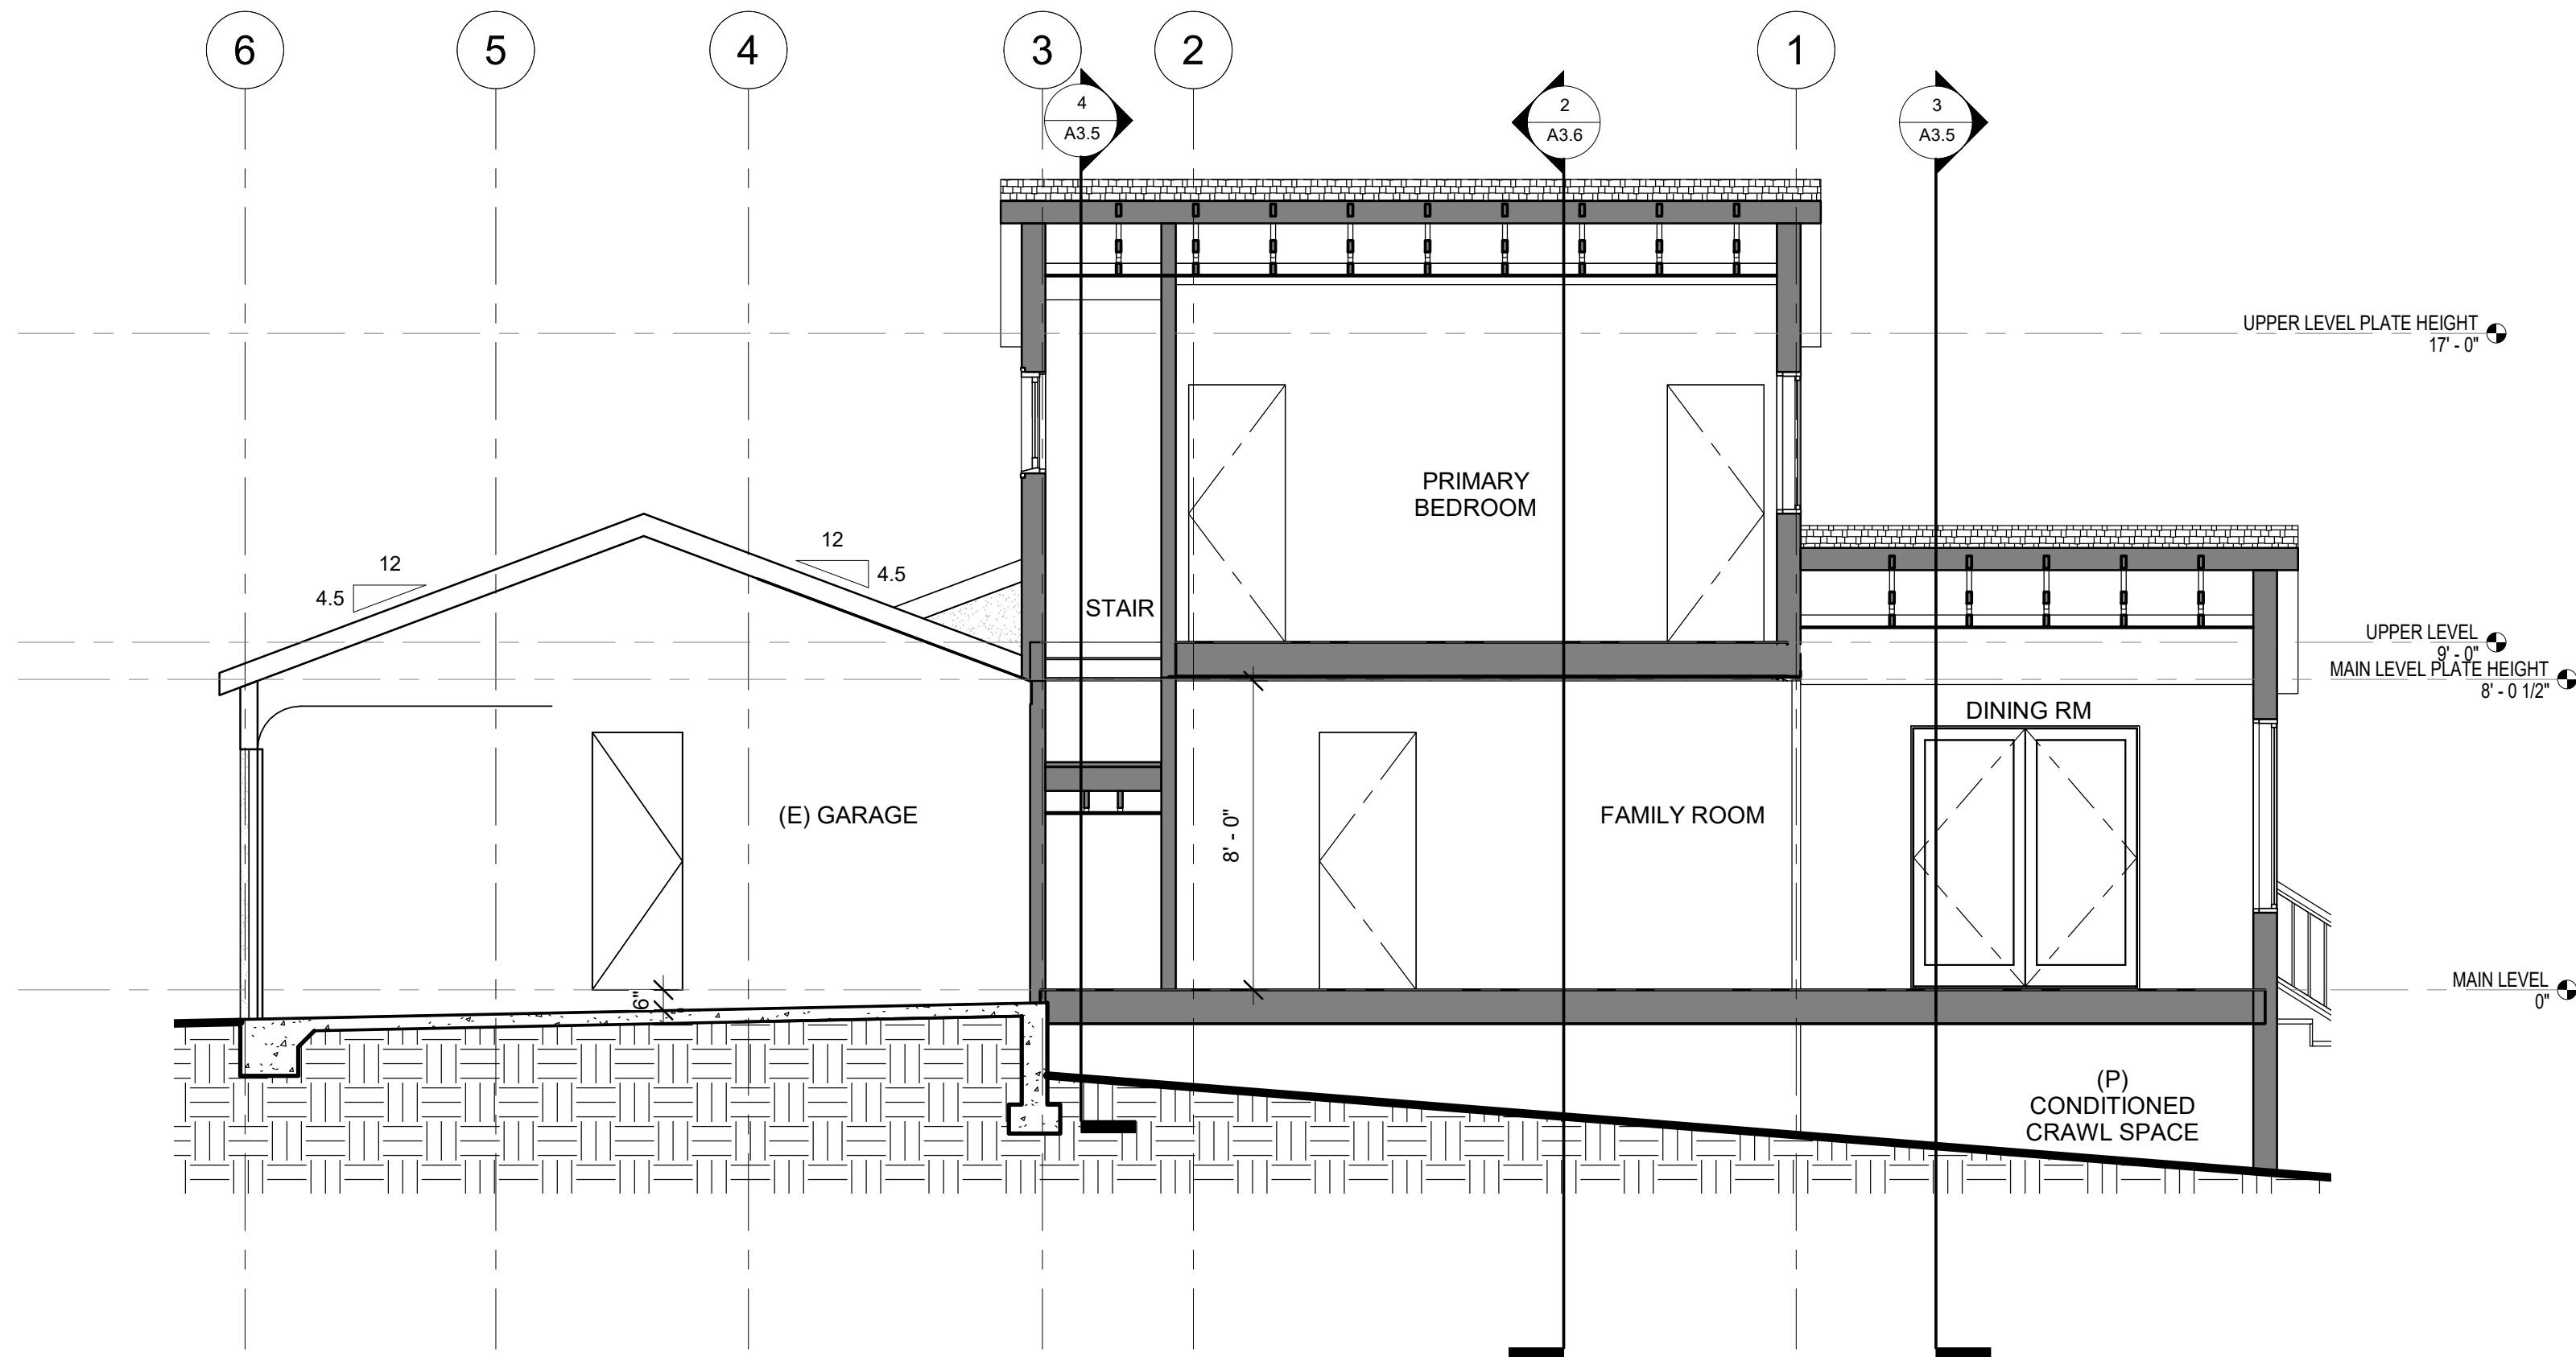 6
5
4
3
2
1
4
A3.5
2
A3.6
3
A3.5
UPPER LEVEL PLATE HEIGHT
17' - 0"
PRIMARY
BEDROOM
12
4.5
12
4.5
STAIR
UPPER LEVEL
9' - 0"
MAIN LEVEL PLATE HEIGHT
8' - 0 1/2"
DINING RM
(E) GARAGE
8' - 0"
FAMILY ROOM
6"
MAIN LEVEL
0"
(P)
CONDITIONED
CRAWL SPACE